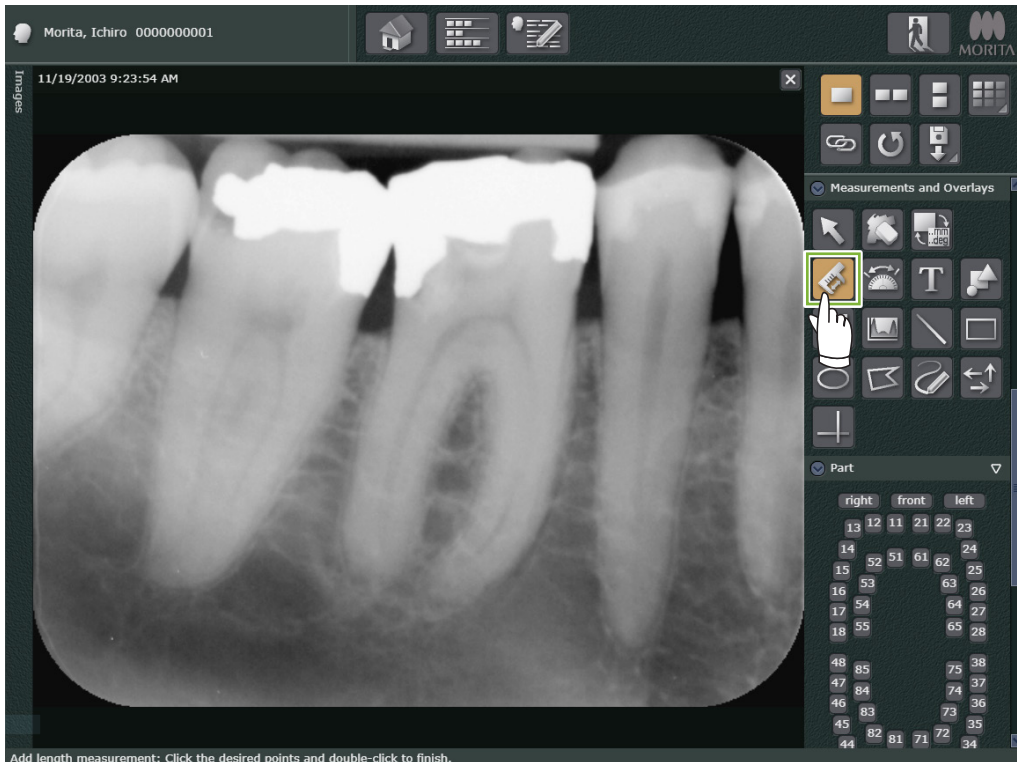 Morita, Ichiro 0000000001
MORITA
Images
11/19/2003 9:23:54 AM
Measurements and Overlays
...mm
...deg
T
Part
right front left
13 12 11 21 22 23
14 24
52 51 61 62
15 25
53 63
16 26
54 64
17 27
55 65
18 28
48 38
85 75
47 37
84 74
46 36
83 73
45 35
82 81 71 72
44 34
Add length measurement: Click the desired points and double-click to finish.